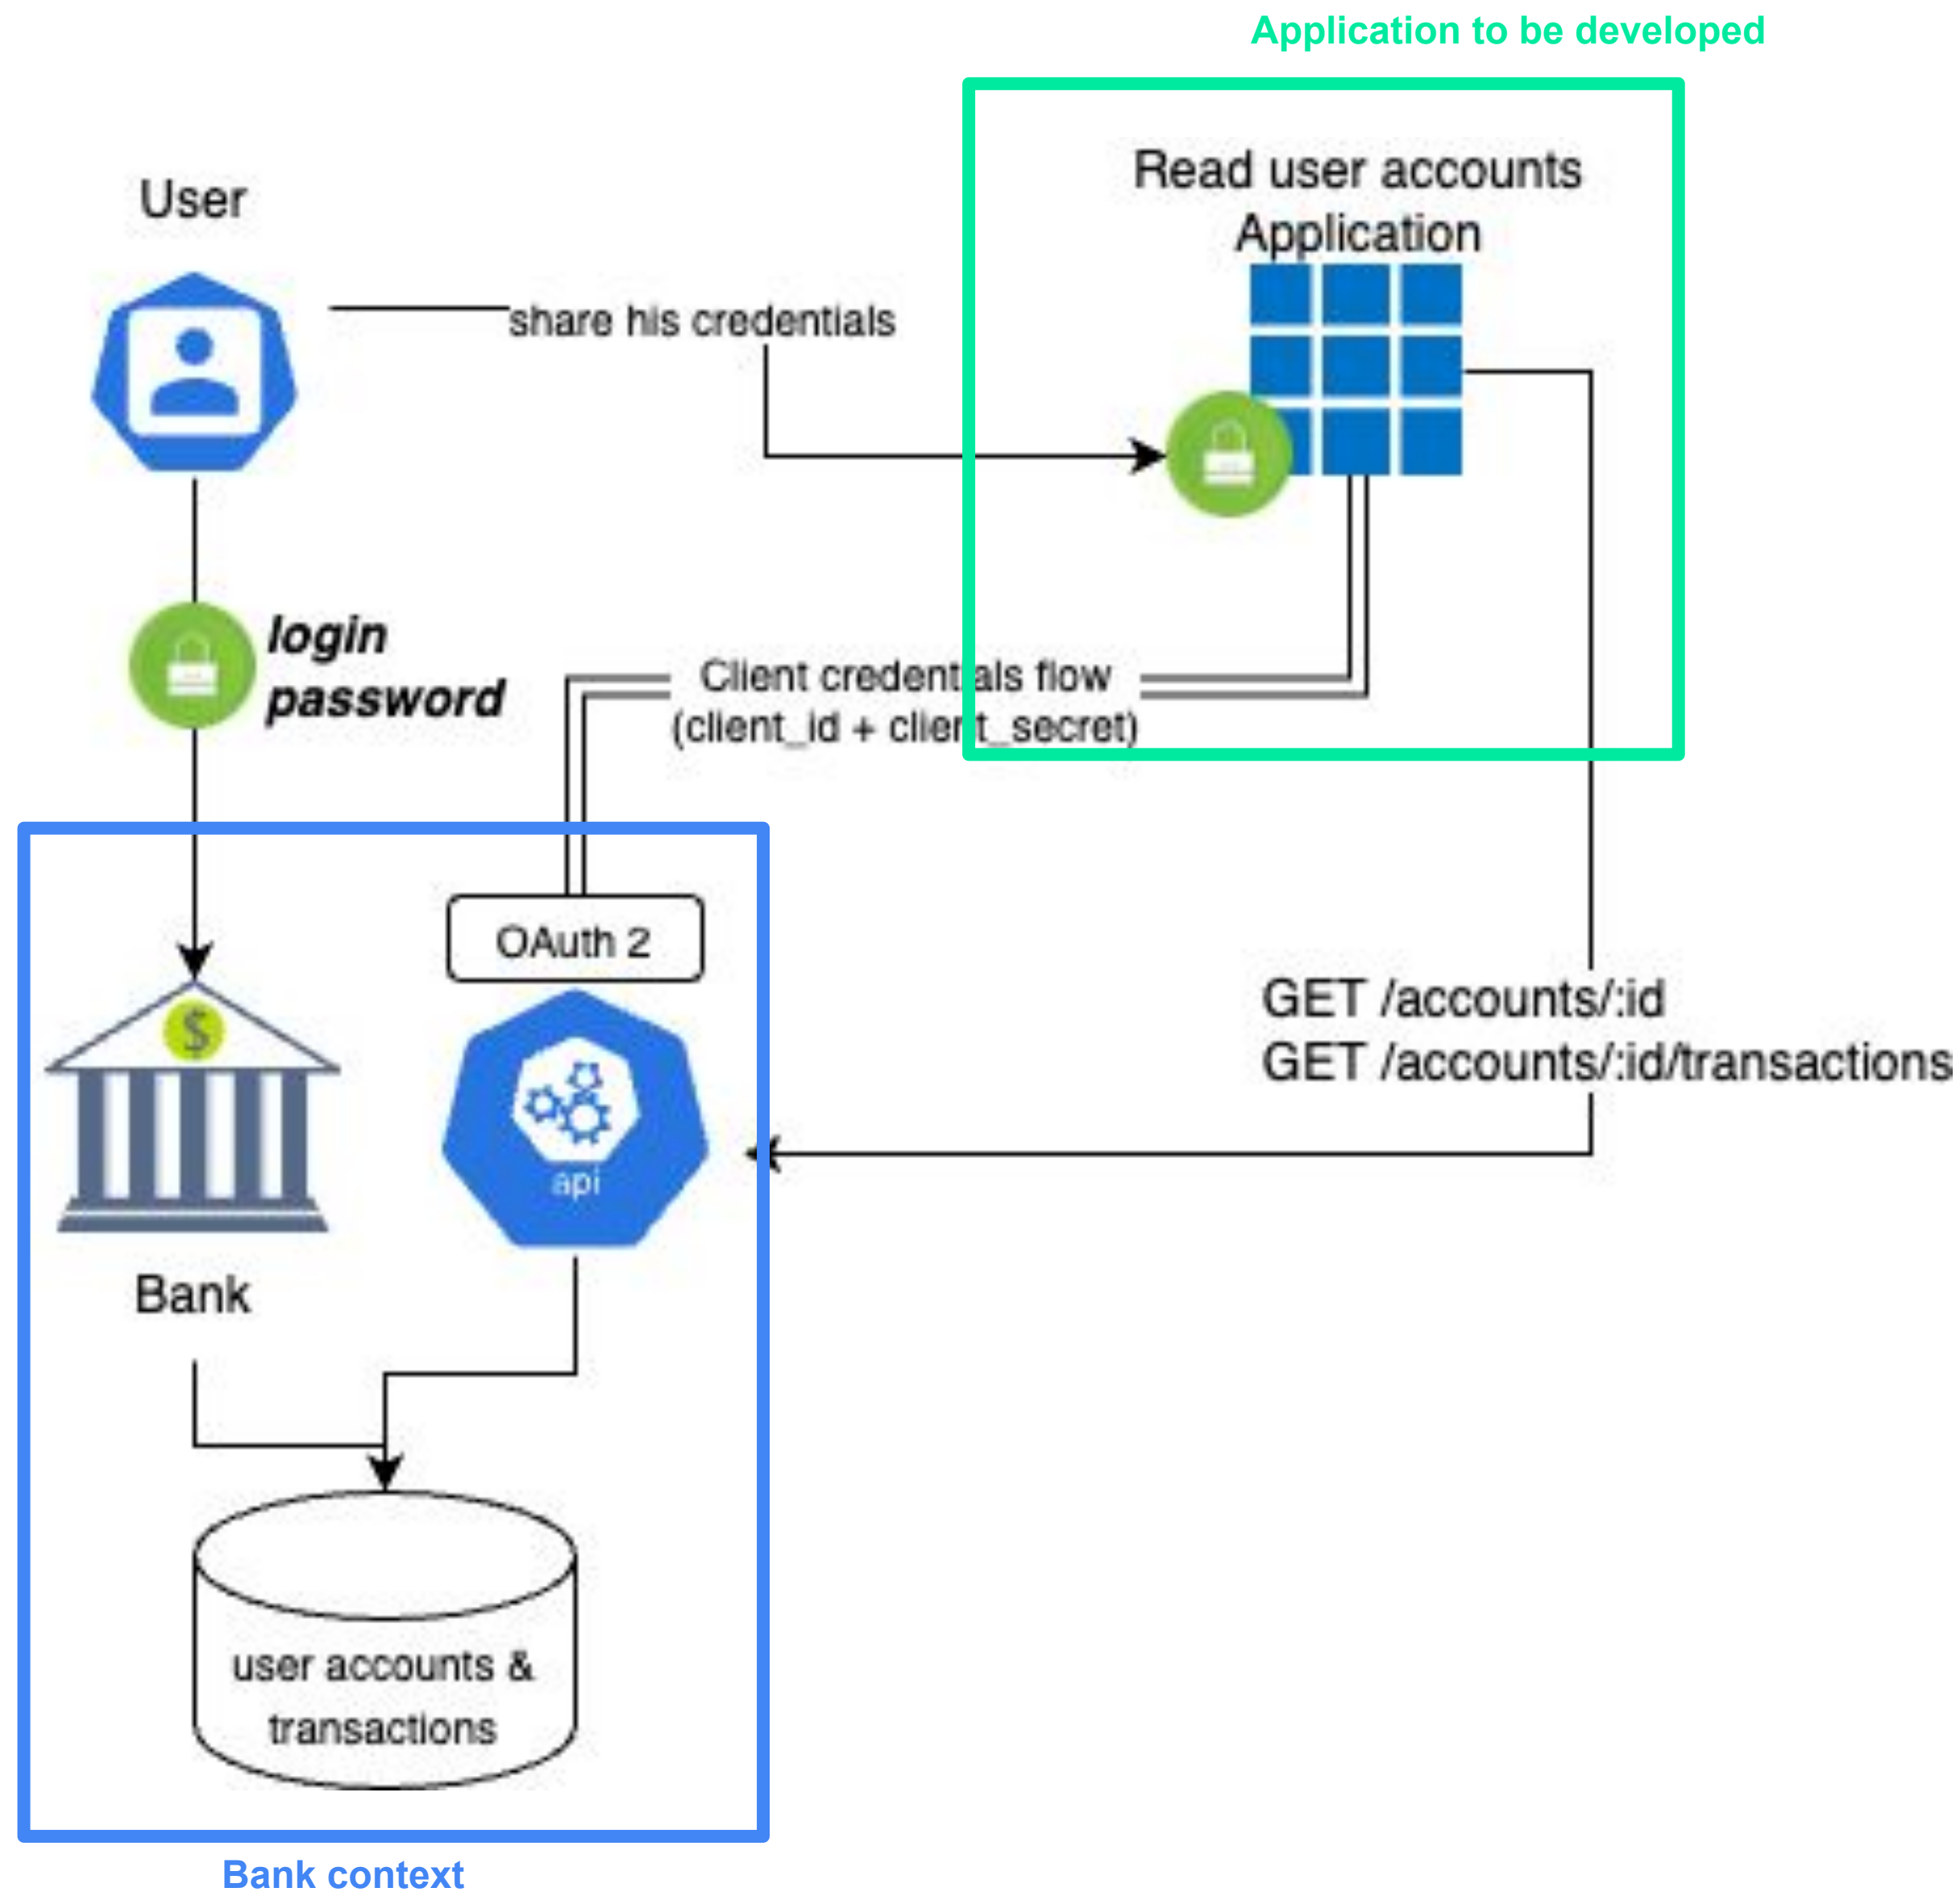 Application to be developed
Read user accounts
Application
User
share his credentials
login
password
Client credentials flow
(client_id + client_secret)
OAuth 2
GET /accounts/:id
GET /accounts/:id/transactions
$
api
Bank
user accounts &
transactions
Bank context